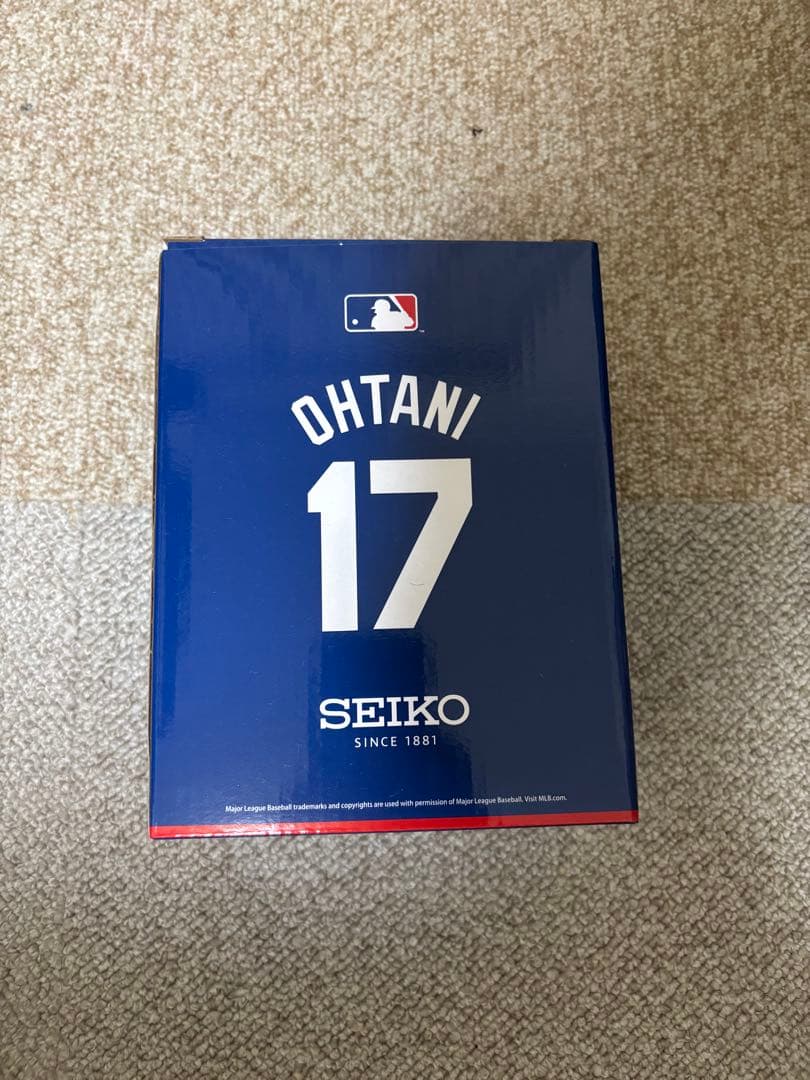 OHTANI
17
SEIKO
SINCE 1881
Major League Baseball trademarks and copyrights are used with permission of Major League Baseball. Visit MLB.com.